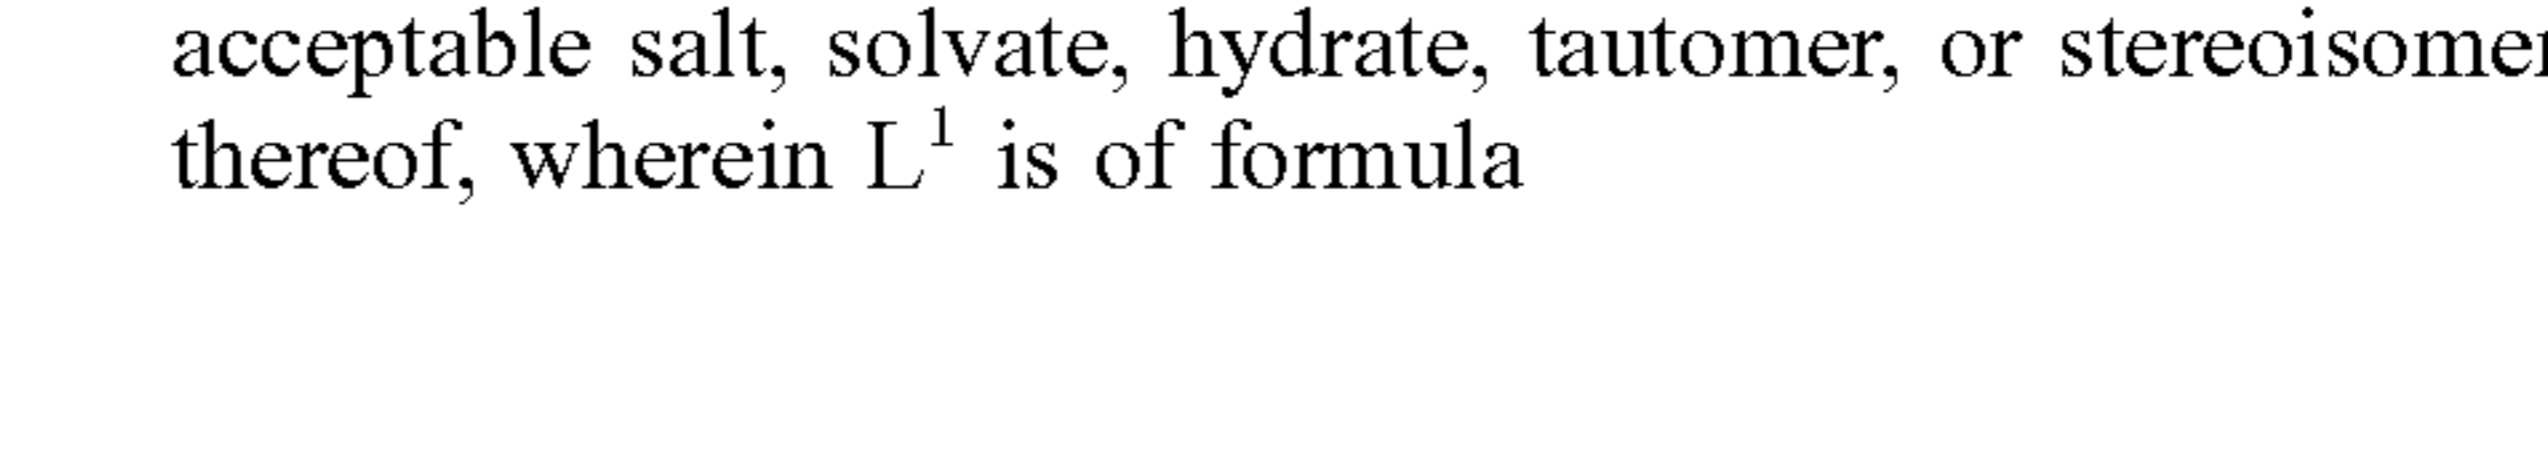 acceptable salt, solvate, hydrate, tautomer, or stereoisomer
thereof, wherein L¹ is of formula